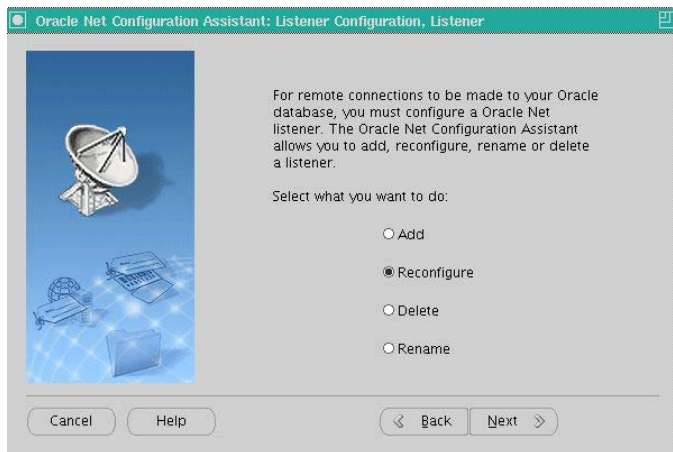 Oracle Net Configuration Assistant: Listener Configuration, Listener
For remote connections to be made to your Oracle
database, you must configure a Oracle Net
listener. The Oracle Net Configuration Assistant
allows you to add, reconfigure, rename or delete
a listener.
Select what you want to do:
Add
Reconfigure
Delete
Rename
Cancel
Help
Back
Next